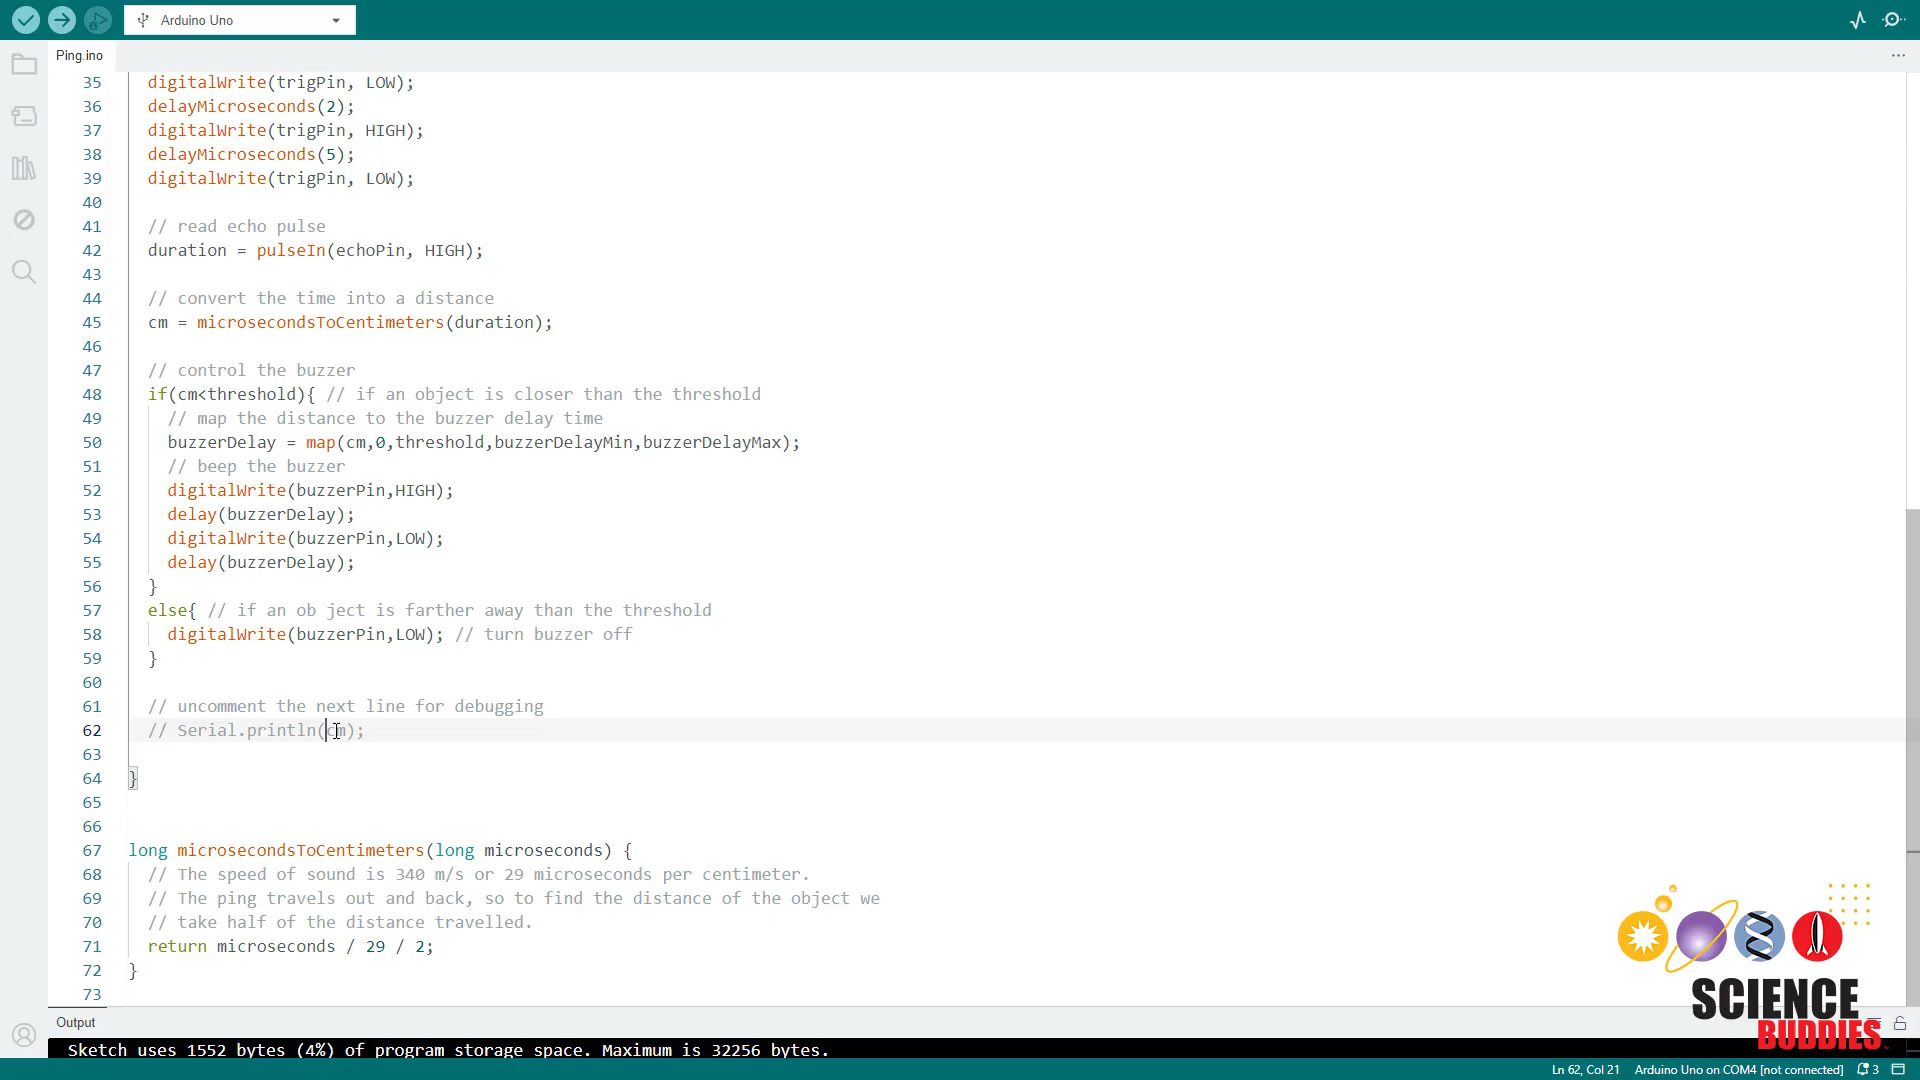 Arduino Uno
Ping.ino
35 digitalWrite(trigPin, LOW);
36 delayMicroseconds(2);
37 digitalWrite(trigPin, HIGH);
38 delayMicroseconds(5);
39 digitalWrite(trigPin, LOW);
40
41 // read echo pulse
42 duration = pulseIn(echoPin, HIGH);
43
44 // convert the time into a distance
45 cm = microsecondsToCentimeters(duration);
46
47 // control the buzzer
48 if(cm<threshold){ // if an object is closer than the threshold
49 // map the distance to the buzzer delay time
50 buzzerDelay = map(cm,0,threshold,buzzerDelayMin,buzzerDelayMax);
51 // beep the buzzer
52 digitalWrite(buzzerPin,HIGH);
53 delay(buzzerDelay);
54 digitalWrite(buzzerPin,LOW);
55 delay(buzzerDelay);
56 }
57 else{ // if an ob ject is farther away than the threshold
58 digitalWrite(buzzerPin,LOW); // turn buzzer off
59 }
60
61 // uncomment the next line for debugging
62 // Serial.println(cm);
63
64 }
65
66
67 long microsecondsToCentimeters(long microseconds) {
68 // The speed of sound is 340 m/s or 29 microseconds per centimeter.
69 // The ping travels out and back, so to find the distance of the object we
70 // take half of the distance travelled.
71 return microseconds / 29 / 2;
72 }
73
SCIENCE
BUDDIES
Output
Sketch uses 1552 bytes (4%) of program storage space. Maximum is 32256 bytes.
Ln 62, Col 21 Arduino Uno on COM4 [not connected] 3